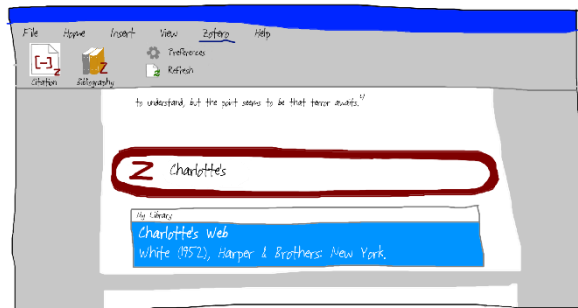 File Home Insert View Zotero Help
[-] Z Z Preferences
Z Refresh
Citation Bibliography
to understand, but the point seems to be that terror awaits.
Z Charlotte's
My Library
Charlotte's Web
White (1952), Harper & Brothers: New York.